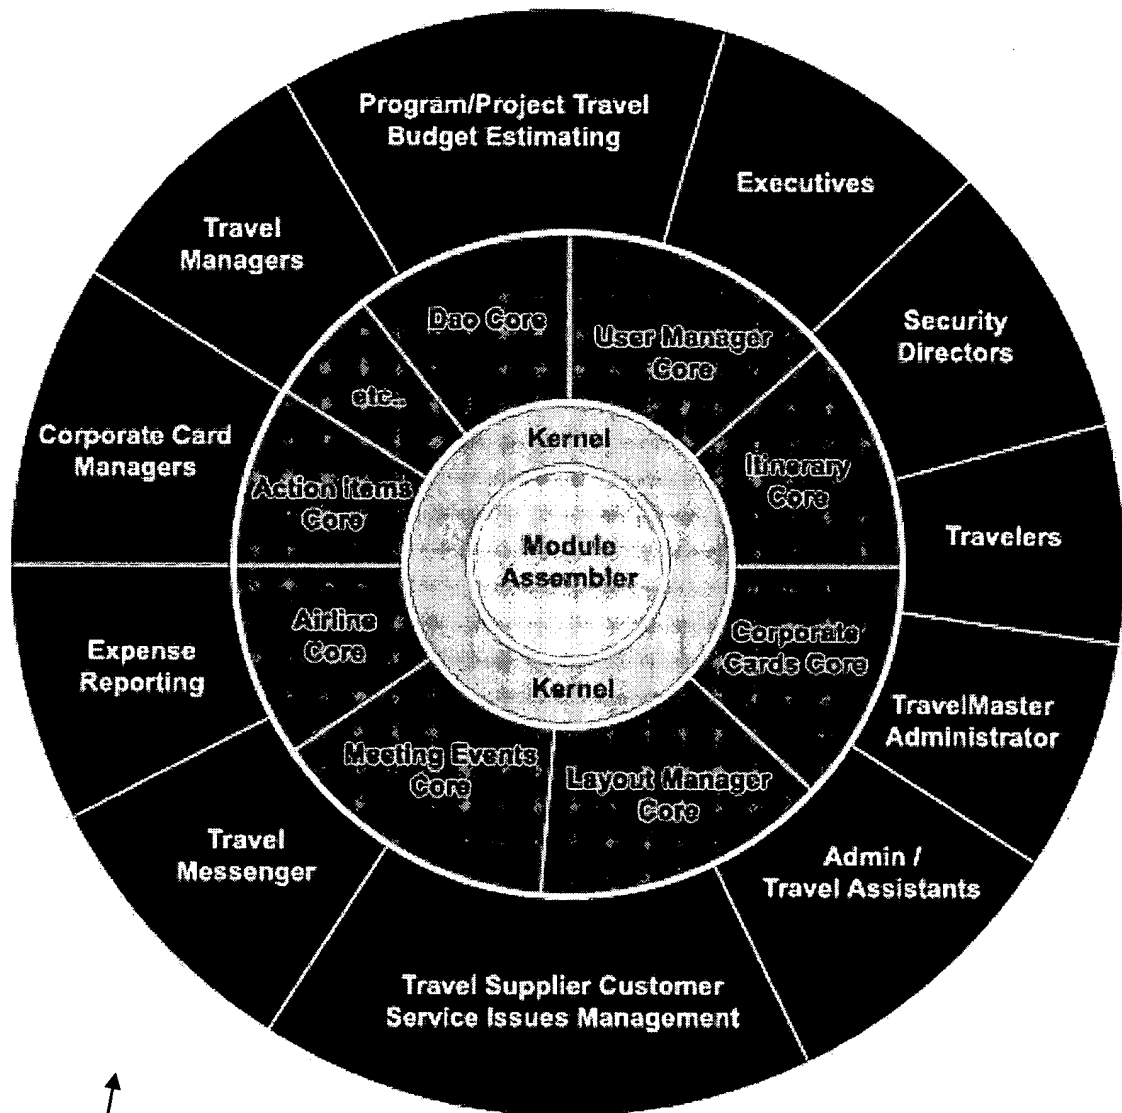 Program/Project Travel
Budget Estimating
Executives
Security
Directors
Travelers
TravelMaster
Administrator
Admin /
Travel Assistants
Travel Supplier Customer
Service Issues Management
Travel
Messenger
Expense
Reporting
Corporate Card
Managers
Travel
Managers
Dao Core
User Manager
Core
Itinerary
Core
Corporate
Cards Core
Layout Manager
Core
Meeting Events
Core
Airline
Core
Action Items
Core
etc..
Kernel
Module
Assembler
Kernel